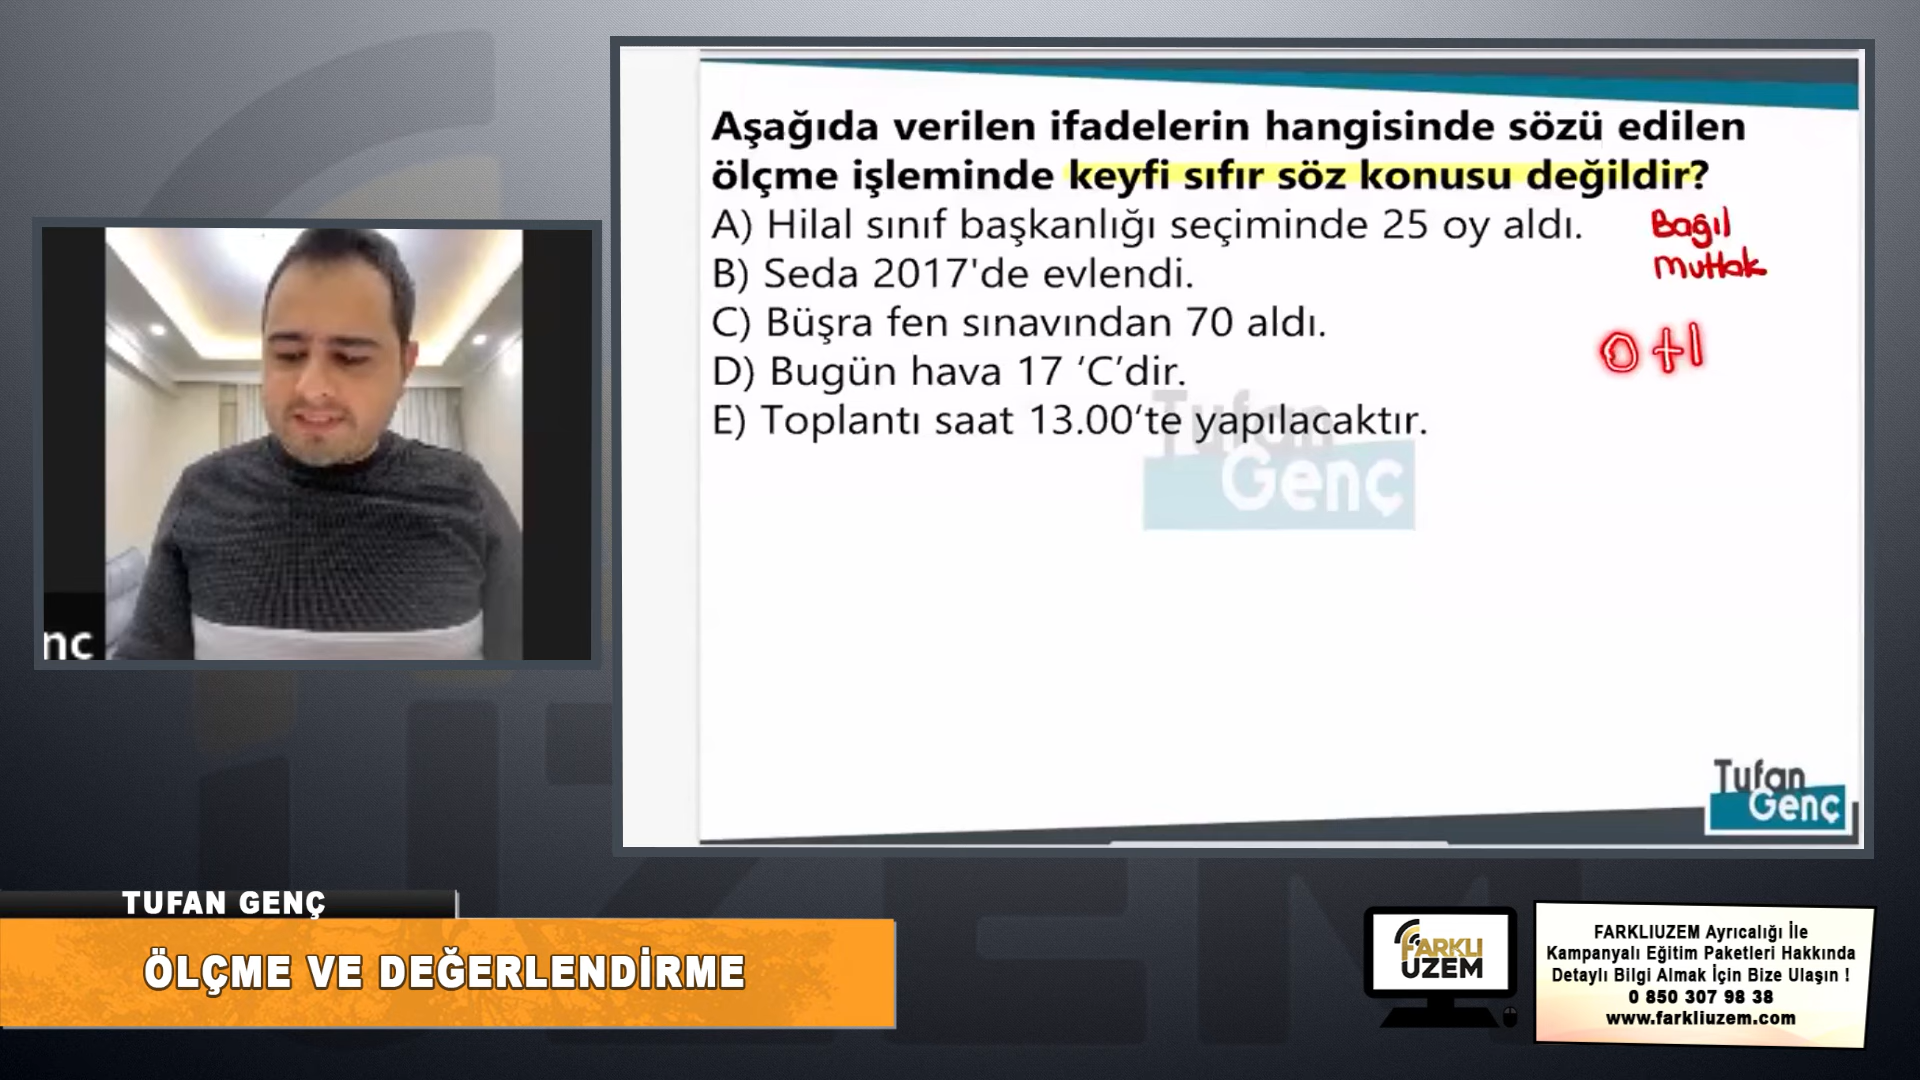 Aşağıda verilen ifadelerin hangisinde sözü edilen
ölçme işleminde keyfi sıfır söz konusu değildir?
A) Hilal sınıf başkanlığı seçiminde 25 oy aldı.
B) Seda 2017'de evlendi.
C) Büşra fen sınavından 70 aldı.
D) Bugün hava 17 ‘C’dir.
E) Toplantı saat 13.00’te yapılacaktır.
Bağıl
Mutlak
0 +1
Tufan
Genç
Tufan
Genç
nç
TUFAN GENÇ
ÖLÇME VE DEĞERLENDİRME
FARKLI
UZEM
FARKLIUZEM Ayrıcalığı İle
Kampanyalı Eğitim Paketleri Hakkında
Detaylı Bilgi Almak İçin Bize Ulaşın !
0 850 307 98 38
www.farkliuzem.com